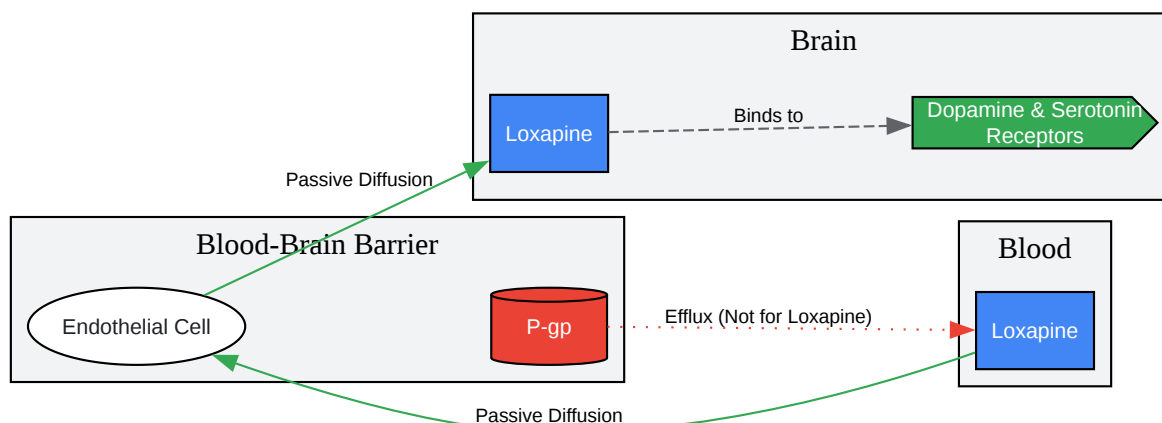 Brain
Loxapine
Binds to
Dopamine & Serotonin
Receptors
Passive Diffusion
Blood-Brain Barrier
Blood
Endothelial Cell
P-gp
Efflux (Not for Loxapine)
Loxapine
Passive Diffusion